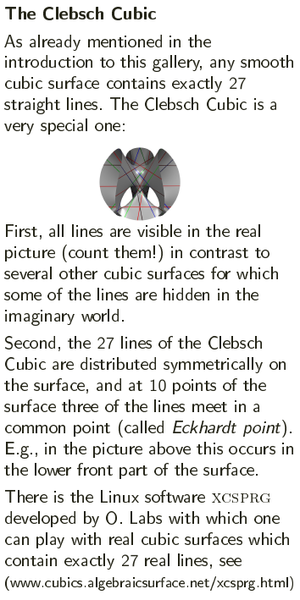 The Clebsch Cubic
As already mentioned in the
introduction to this gallery, any smooth
cubic surface contains exactly 27
straight lines. The Clebsch Cubic is a
very special one:
First, all lines are visible in the real
picture (count them!) in contrast to
several other cubic surfaces for which
some of the lines are hidden in the
imaginary world.
Second, the 27 lines of the Clebsch
Cubic are distributed symmetrically on
the surface, and at 10 points of the
surface three of the lines meet in a
common point (called Eckhardt point).
E.g., in the picture above this occurs in
the lower front part of the surface.
There is the Linux software XCSPRG
developed by O. Labs with which one
can play with real cubic surfaces which
contain exactly 27 real lines, see
(www.cubics.algebraicsurface.net/xcsprg.html)